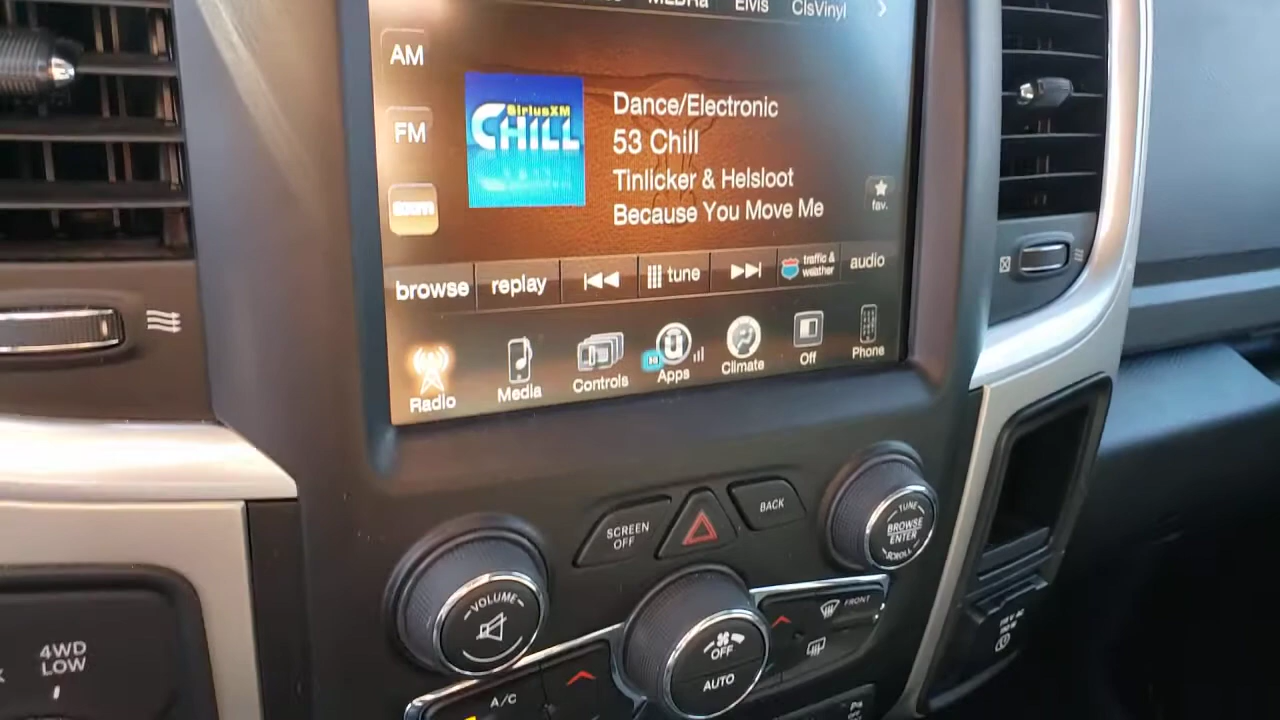 Elvis
ClsVinyl
AM
FM
SiriusXM
CHILL
Dance/Electronic
53 Chill
Tinlicker & Helsloot
Because You Move Me
fav.
browse
replay
tune
traffic &
weather
audio
Radio
Media
Controls
Apps
Climate
Off
Phone
SCREEN
OFF
BACK
TUNE
BROWSE
ENTER
SCROLL
VOLUME
OFF
AUTO
FRONT
A/C
4WD
LOW